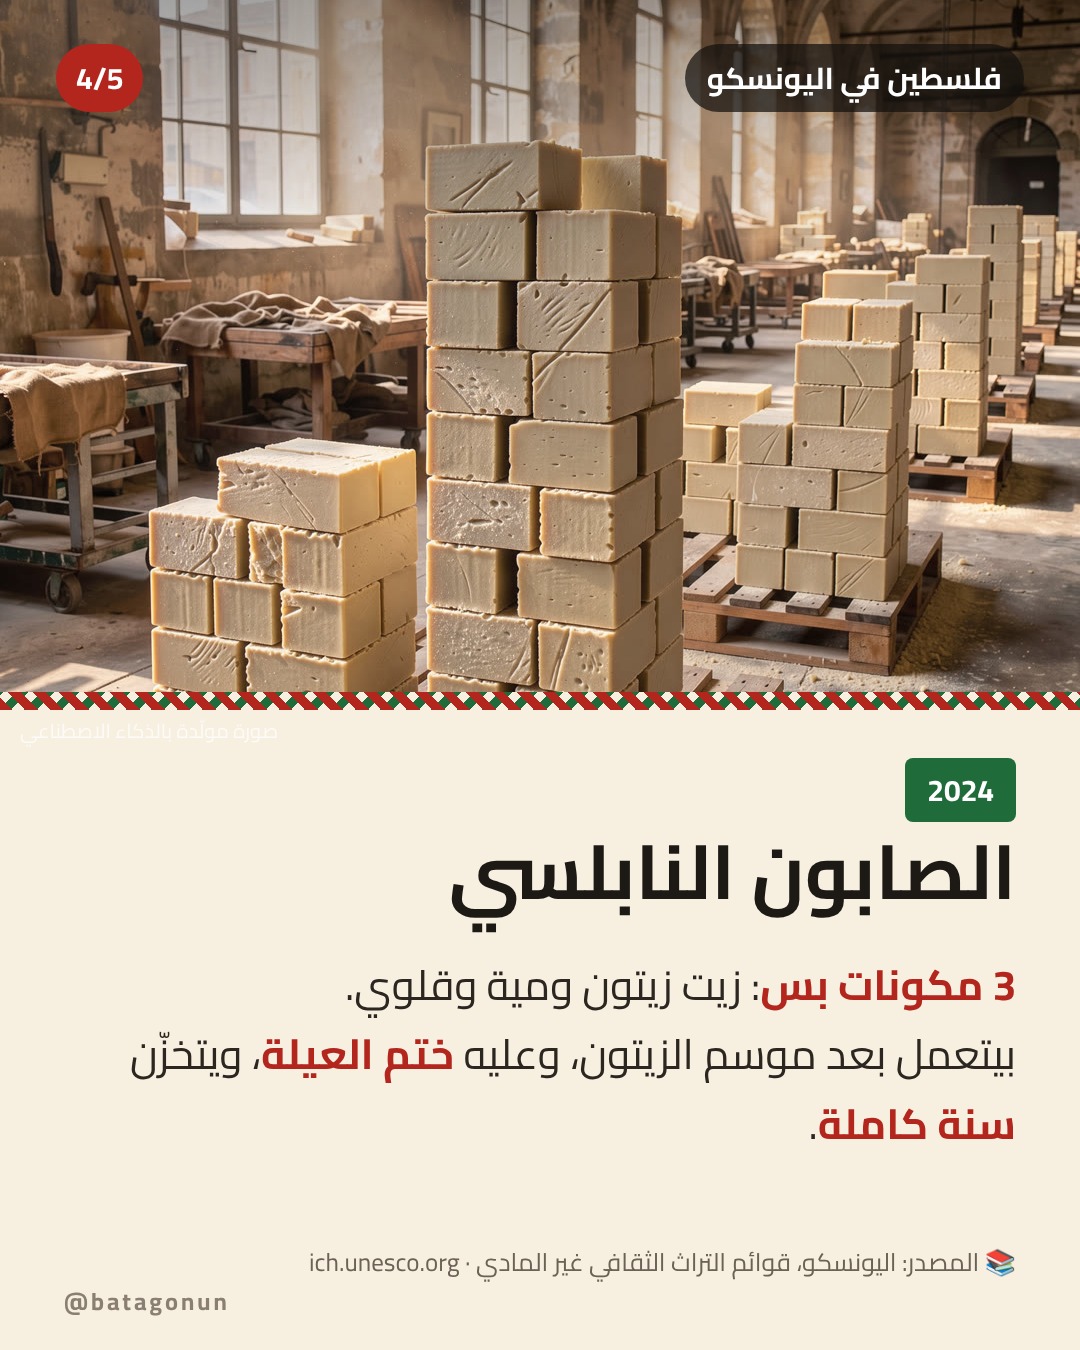 فلسطين في اليونسكو
4/5
صورة مولّدة بالذكاء الاصطناعي
2024
الصابون النابلسي
3 مكونات بس: زيت زيتون ومية وقلوي.
بيتعمل بعد موسم الزيتون، وعليه ختم العيلة، ويتخزّن
سنة كاملة.
📚 المصدر: اليونسكو، قوائم التراث الثقافي غير المادي · ich.unesco.org
@batagonun